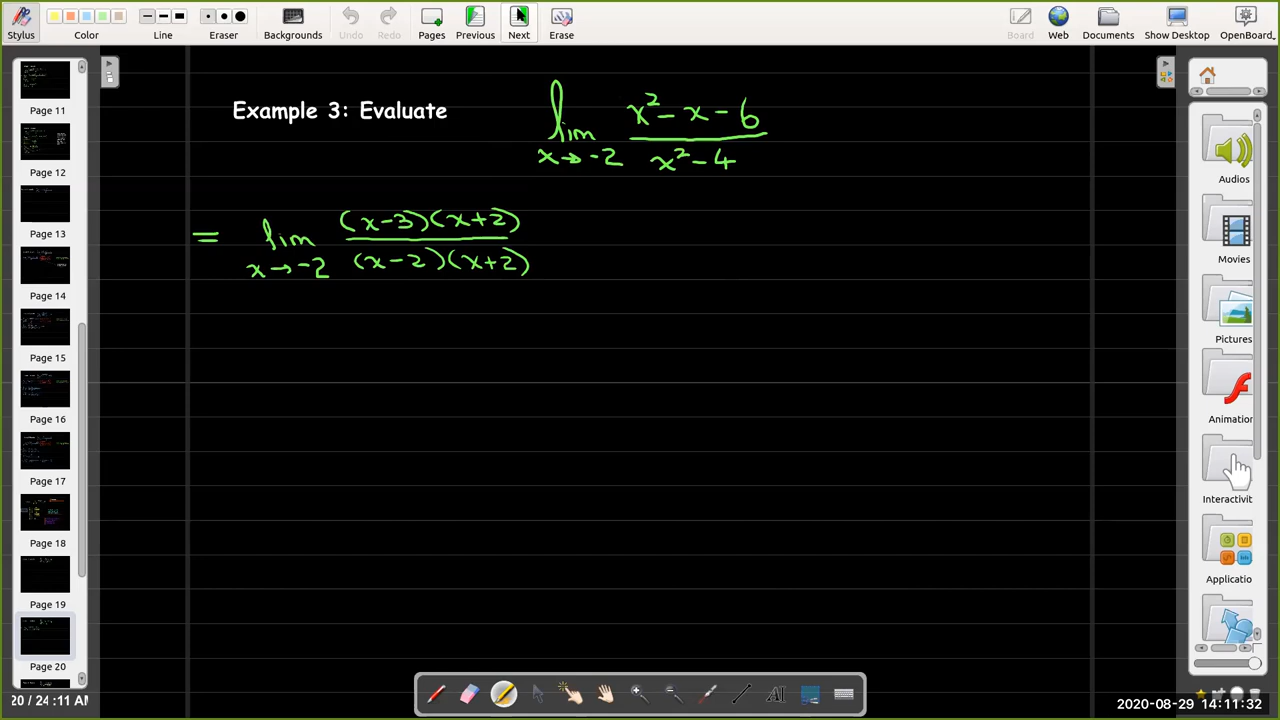 Stylus Color Line Eraser Backgrounds Undo Redo Pages Previous Next Erase Board Web Documents Show Desktop OpenBoard
Page 11
Page 12
Page 13
Page 14
Page 15
Page 16
Page 17
Page 18
Page 19
Page 20
20 / 24 :11 AM
Example 3: Evaluate lim x→-2 (x² - x - 6)/(x² - 4)
= lim x→-2 (x-3)(x+2)/(x-2)(x+2)
Audios
Movies
Pictures
Animation
Interactivit
Applicatio
AI
2020-08-29 14:11:32